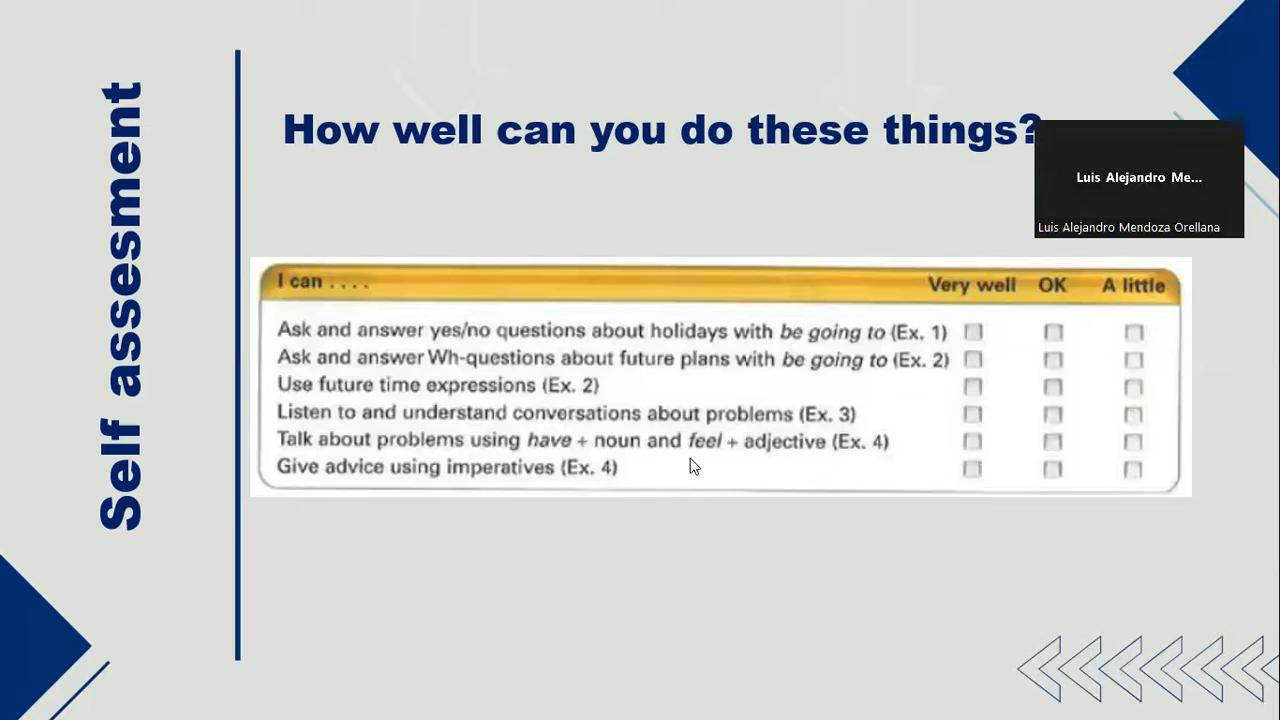 Self assesment
How well can you do these things?
Luis Alejandro Me...
Luis Alejandro Mendoza Orellana
I can . . . . Very well OK A little
Ask and answer yes/no questions about holidays with be going to (Ex. 1)
Ask and answer Wh-questions about future plans with be going to (Ex. 2)
Use future time expressions (Ex. 2)
Listen to and understand conversations about problems (Ex. 3)
Talk about problems using have + noun and feel + adjective (Ex. 4)
Give advice using imperatives (Ex. 4)